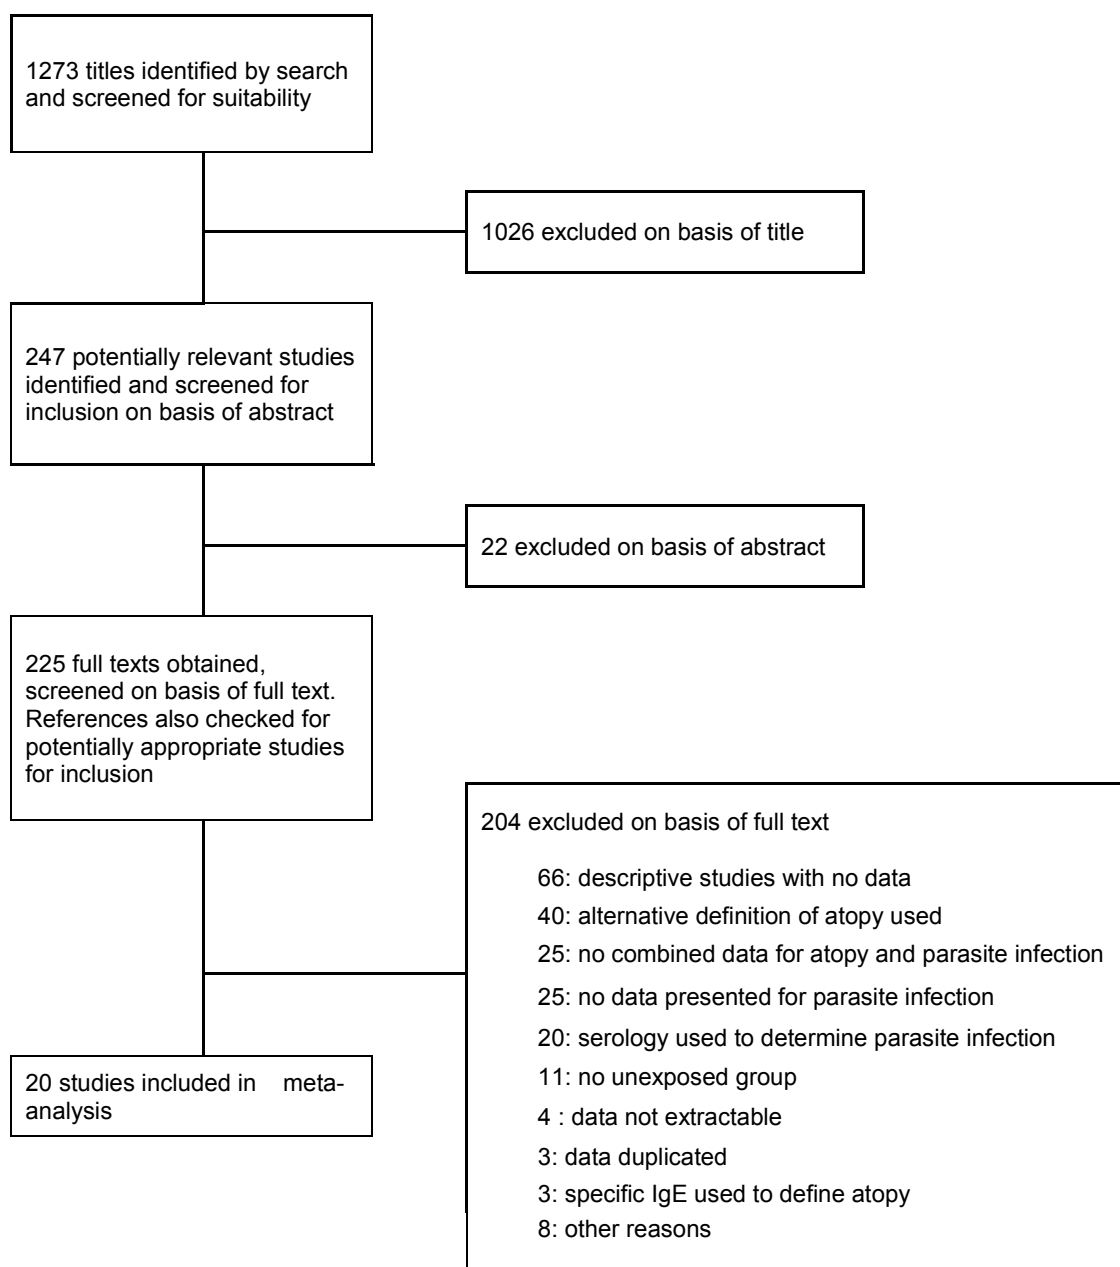 1273 titles identified by search
and screened for suitability
1026 excluded on basis of title
247 potentially relevant studies
identified and screened for
inclusion on basis of abstract
22 excluded on basis of abstract
225 full texts obtained,
screened on basis of full text.
References also checked for
potentially appropriate studies
for inclusion
204 excluded on basis of full text
66: descriptive studies with no data
40: alternative definition of atopy used
25: no combined data for atopy and parasite infection
25: no data presented for parasite infection
20: serology used to determine parasite infection
11: no unexposed group
4 : data not extractable
3: data duplicated
3: specific IgE used to define atopy
8: other reasons
20 studies included in meta-
analysis